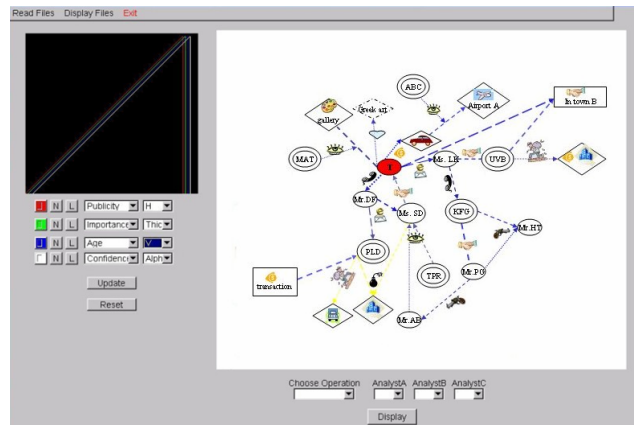 Read Files Display Files Exit
ABC
gallery
Greek art
Airport A
In town B
MAT
Ms. LH
UVB
Mr.DF
Ms. SD
KFG
Mr.HT
PLD
TPR
Mr.PG
transaction
Mr.AB
N L Publicity H
N L Importance Thic
N L Age V
N L Confidence Alph
Update
Reset
Choose Operation AnalystA AnalystB AnalystC
Display